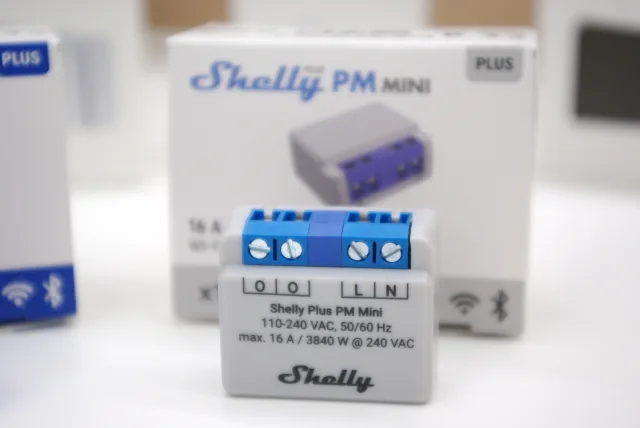 PLUS
Shelly PM MINI
PLUS
16 A
O O L N
Shelly Plus PM Mini
110-240 VAC, 50/60 Hz
max. 16 A / 3840 W @ 240 VAC
Shelly